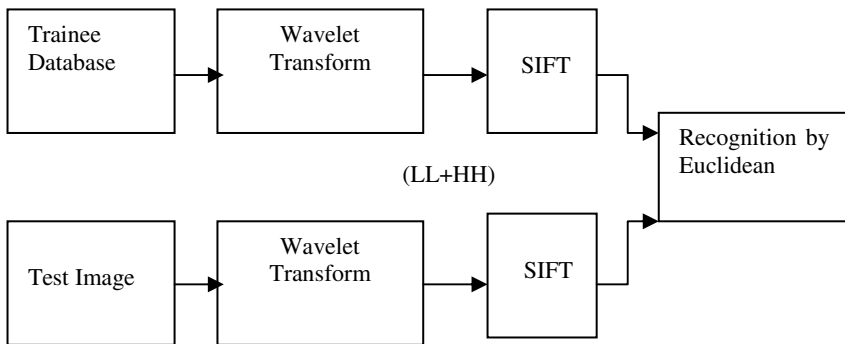 Trainee
Database
Wavelet
Transform
SIFT
Recognition by
Euclidean
(LL+HH)
Test Image
Wavelet
Transform
SIFT